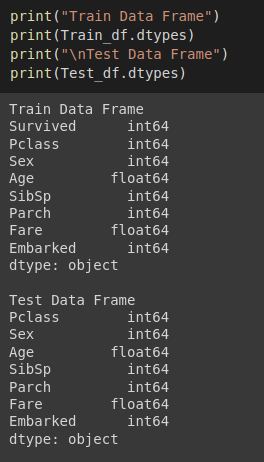 print("Train Data Frame")
print(Train_df.dtypes)
print("\nTest Data Frame")
print(Test_df.dtypes)
Train Data Frame
Survived      int64
Pclass        int64
Sex           int64
Age         float64
SibSp         int64
Parch         int64
Fare        float64
Embarked      int64
dtype: object

Test Data Frame
Pclass        int64
Sex           int64
Age         float64
SibSp         int64
Parch         int64
Fare        float64
Embarked      int64
dtype: object